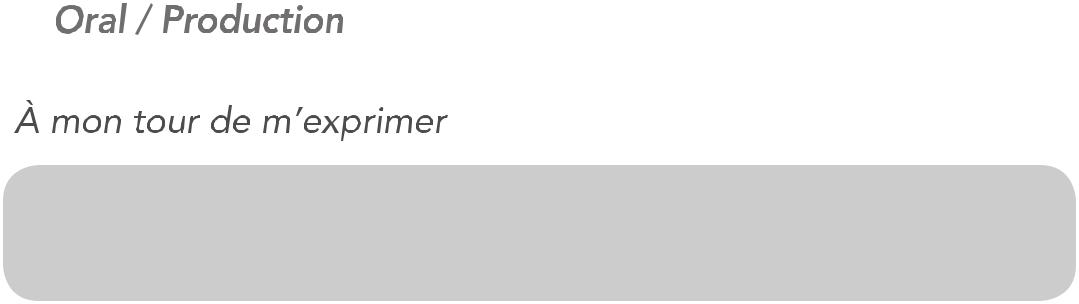 Oral / Production
À mon tour de m’exprimer